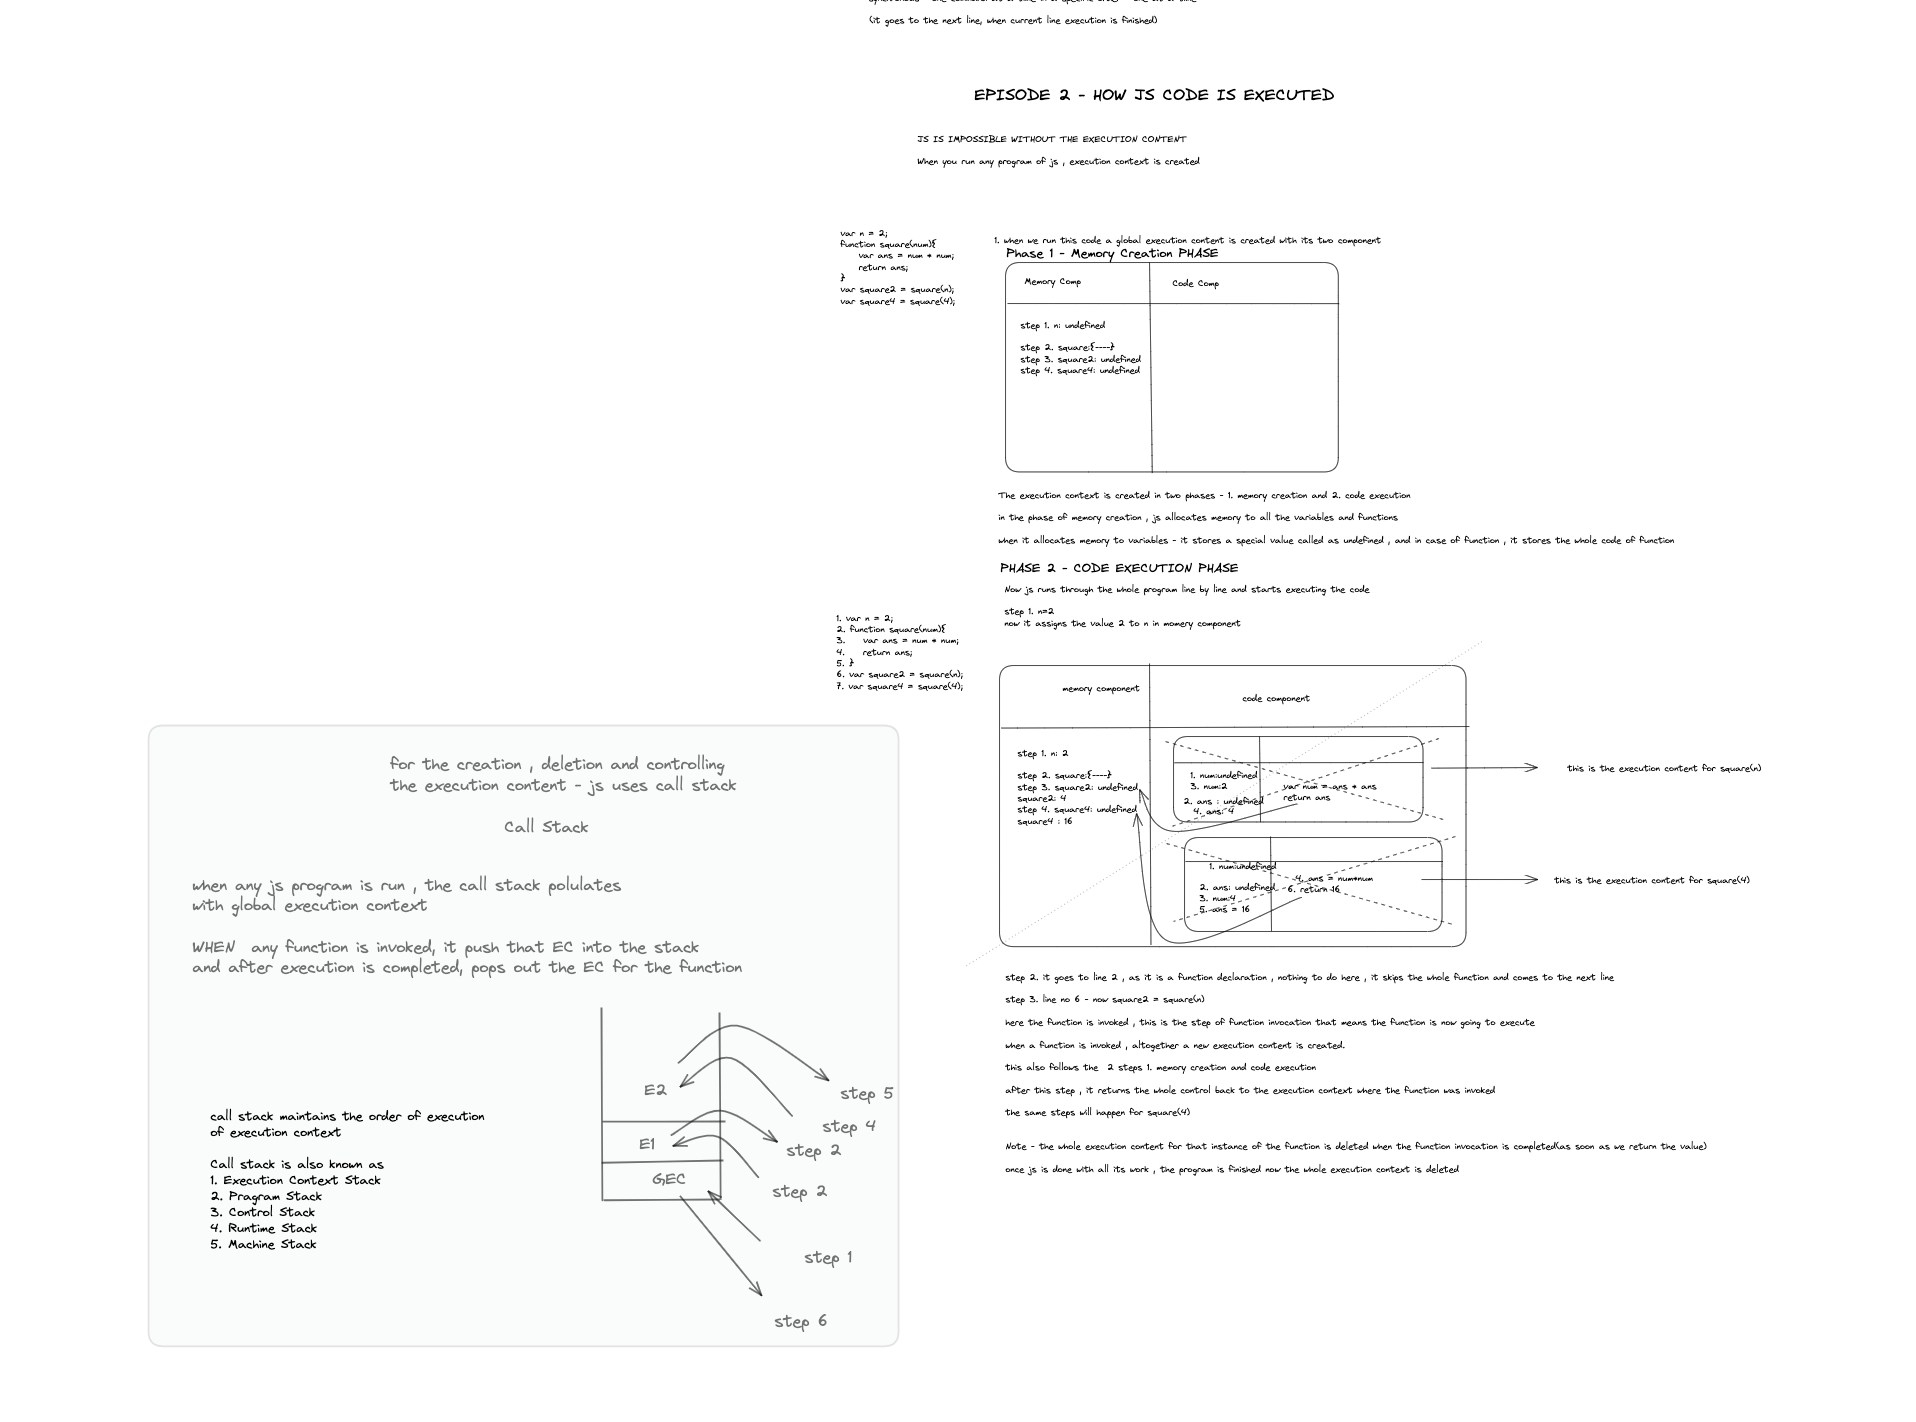 (it goes to the next line, when current line execution is finished)
EPISODE 2 - HOW JS CODE IS EXECUTED
JS IS IMPOSSIBLE WITHOUT THE EXECUTION CONTENT
When you run any program of js , execution context is created
var n = 2;
function square(num){
var ans = num * num;
return ans;
}
var square2 = square(n);
var square4 = square(4);
1. when we run this code a global execution content is created with its two component
Phase 1 - Memory Creation PHASE
Memory Comp
Code Comp
step 1. n: undefined
step 2. square:{----}
step 3. square2: undefined
step 4. square4: undefined
The execution context is created in two phases - 1. memory creation and 2. code execution
in the phase of memory creation , js allocates memory to all the variables and functions
when it allocates memory to variables - it stores a special value called as undefined , and in case of function , it stores the whole code of function
PHASE 2 - CODE EXECUTION PHASE
Now js runs through the whole program line by line and starts executing the code
step 1. n=2
now it assigns the value 2 to n in momery component
1. var n = 2;
2. function square(num){
3. var ans = num * num;
4. return ans;
5. }
6. var square2 = square(n);
7. var square4 = square(4);
memory component
code component
step 1. n: 2
step 2. square:{----}
step 3. square2: undefined
square2: 4
step 4. square4: undefined
square4 : 16
1. num:undefined
3. num:2
2. ans : undefined
4. ans: 4
var num = ans * ans
return ans
this is the execution content for square(n)
1. num:undefined
2. ans: undefined
3. num:4
5. ans = 16
4. ans = num*num
6. return 16
this is the execution content for square(4)
step 2. it goes to line 2 , as it is a function declaration , nothing to do here , it skips the whole function and comes to the next line
step 3. line no 6 - now square2 = square(n)
here the function is invoked , this is the step of function invocation that means the function is now going to execute
when a function is invoked , altogether a new execution content is created.
this also follows the 2 steps 1. memory creation and code execution
after this step , it returns the whole control back to the execution context where the function was invoked
the same steps will happen for square(4)
Note - the whole execution content for that instance of the function is deleted when the function invocation is completed(as soon as we return the value)
once js is done with all its work , the program is finished now the whole execution context is deleted
for the creation , deletion and controlling
the execution content - js uses call stack
Call Stack
when any js program is run , the call stack polulates
with global execution context
WHEN any function is invoked, it push that EC into the stack
and after execution is completed, pops out the EC for the function
E2
E1
GEC
step 5
step 4
step 2
step 2
step 1
step 6
call stack maintains the order of execution
of execution context
Call stack is also known as
1. Execution Context Stack
2. Pragram Stack
3. Control Stack
4. Runtime Stack
5. Machine Stack